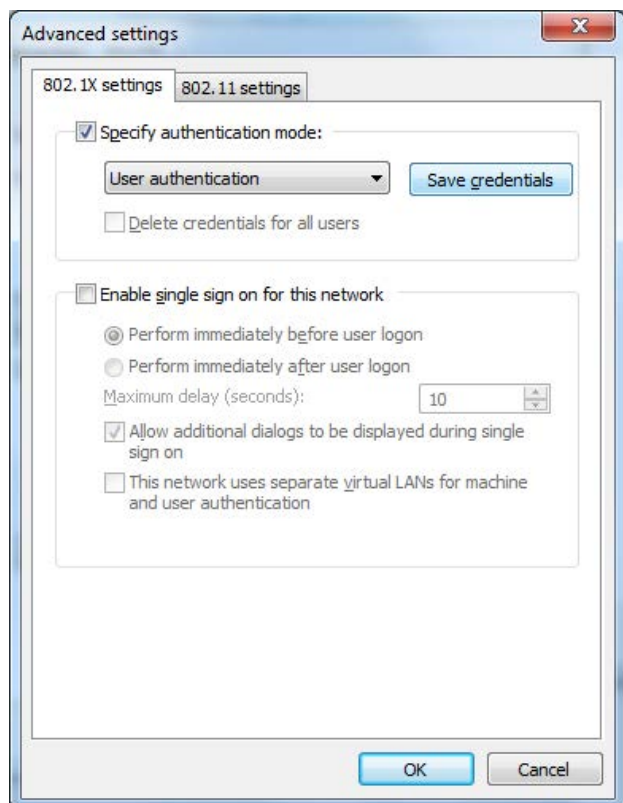 Advanced settings
802.1X settings
802.11 settings
Specify authentication mode:
User authentication
Save credentials
Delete credentials for all users
Enable single sign on for this network
Perform immediately before user logon
Perform immediately after user logon
Maximum delay (seconds):
10
Allow additional dialogs to be displayed during single
sign on
This network uses separate virtual LANs for machine
and user authentication
OK
Cancel